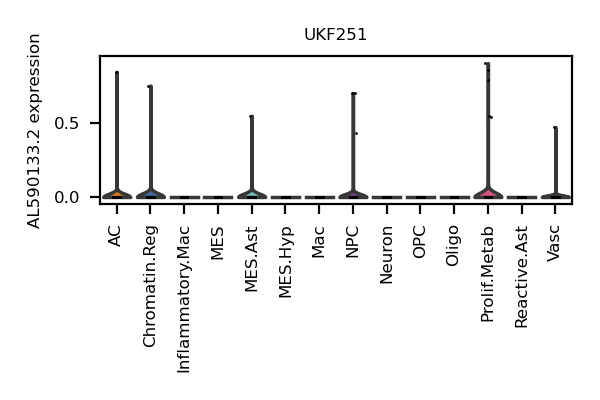 UKF251
AL590133.2 expression
0.5
0.0
AC
Chromatin.Reg
Inflammatory.Mac
MES
MES.Ast
MES.Hyp
Mac
NPC
Neuron
OPC
Oligo
Prolif.Metab
Reactive.Ast
Vasc